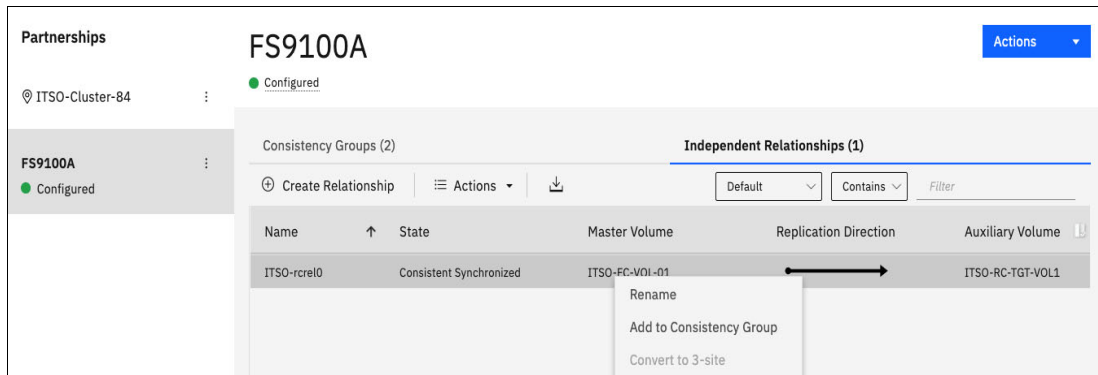 Partnerships
ITSO-Cluster-84
FS9100A
Configured
FS9100A
Configured
Actions
Consistency Groups (2)
Independent Relationships (1)
Create Relationship
Actions
Default
Contains
Filter
Name State Master Volume Replication Direction Auxiliary Volume
ITSO-rcrel0 Consistent Synchronized ITSO-FC-VOL-01 ITSO-RC-TGT-VOL1
Rename
Add to Consistency Group
Convert to 3-site